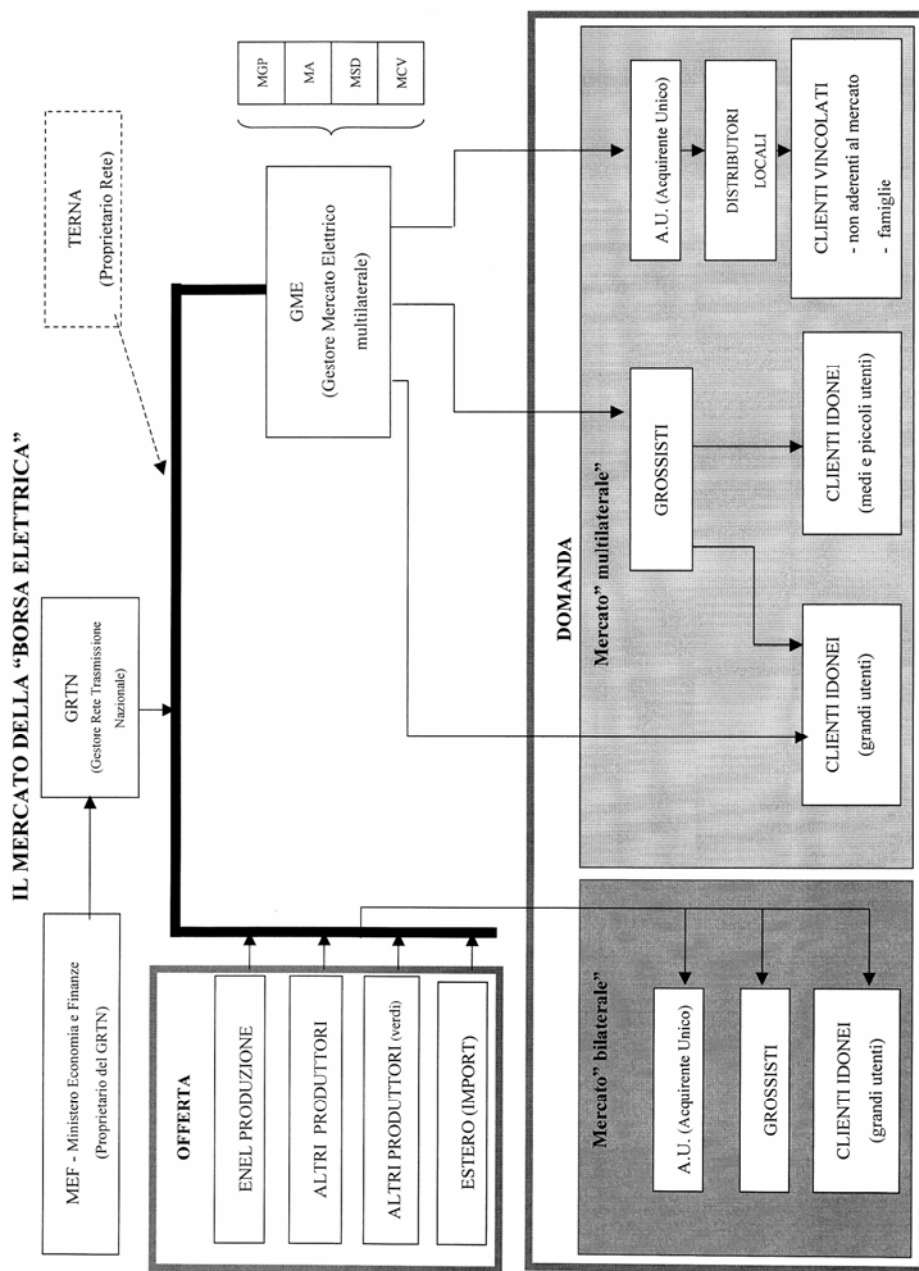 IL MERCATO DELLA “BORSA ELETTRICA”
MEF - Ministero Economia e Finanze
(Proprietario del GRTN)
GRTN
(Gestore Rete Trasmissione
Nazionale)
TERNA
(Proprietario Rete)
OFFERTA
ENEL PRODUZIONE
ALTRI PRODUTTORI
ALTRI PRODUTTORI (verdi)
ESTERO (IMPORT)
GME
(Gestore Mercato Elettrico
multilaterale)
MGP
MA
MSD
MCV
DOMANDA
Mercato” bilaterale”
A.U. (Acquirente Unico)
GROSSISTI
CLIENTI IDONEI
(grandi utenti)
Mercato” multilaterale”
GROSSISTI
CLIENTI IDONEI
(grandi utenti)
CLIENTI IDONEI
(medi e piccoli utenti)
A.U. (Acquirente Unico)
DISTRIBUTORI
LOCALI
CLIENTI VINCOLATI
- non aderenti al mercato
- famiglie